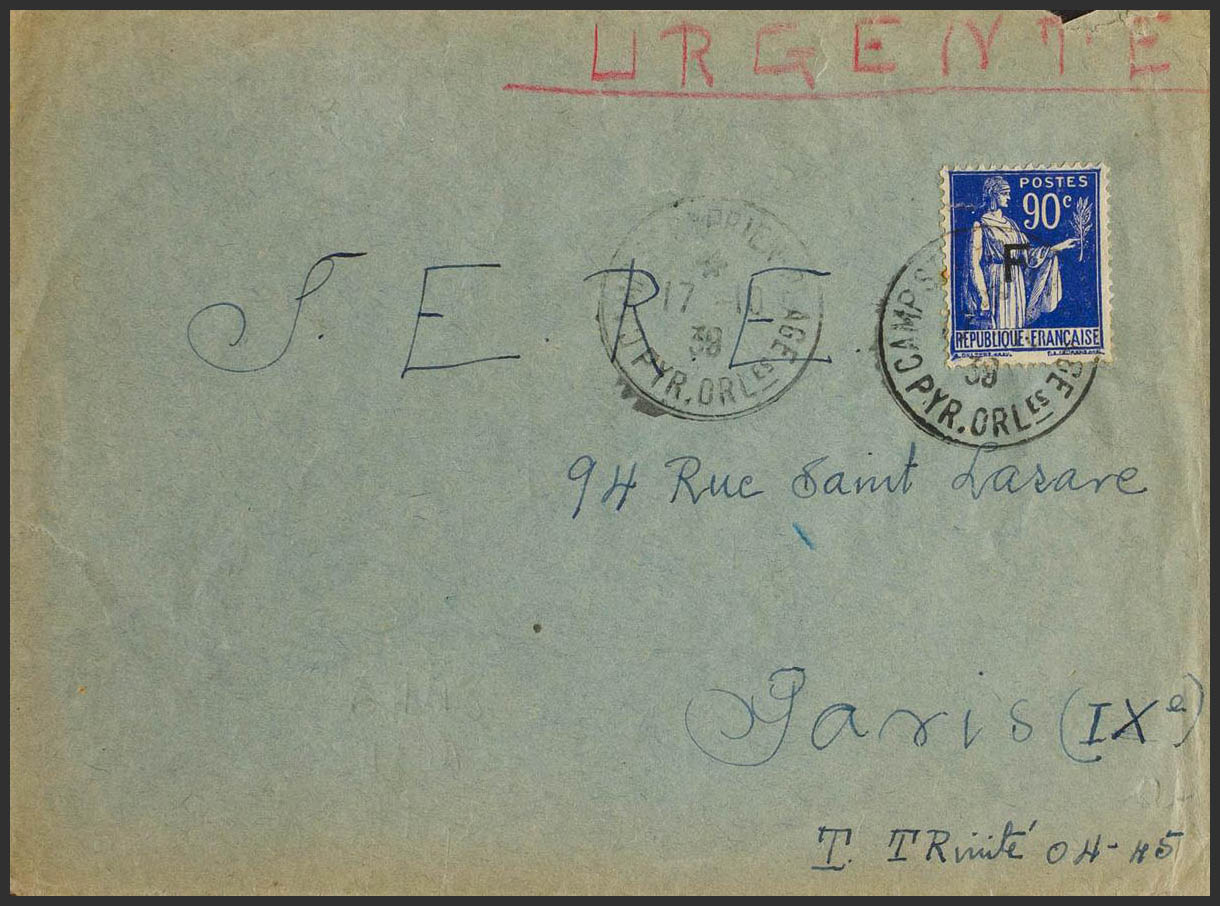 URGENTE
POSTES
90c
F
REPUBLIQUE FRANÇAISE
S. E. R. E.
17 -10
39
PYR. ORLES
PLAGE
CAMP S
39
PYR. ORLES
94 Rue Saint Lazare
Paris (IXe)
T. TRinité 04-45